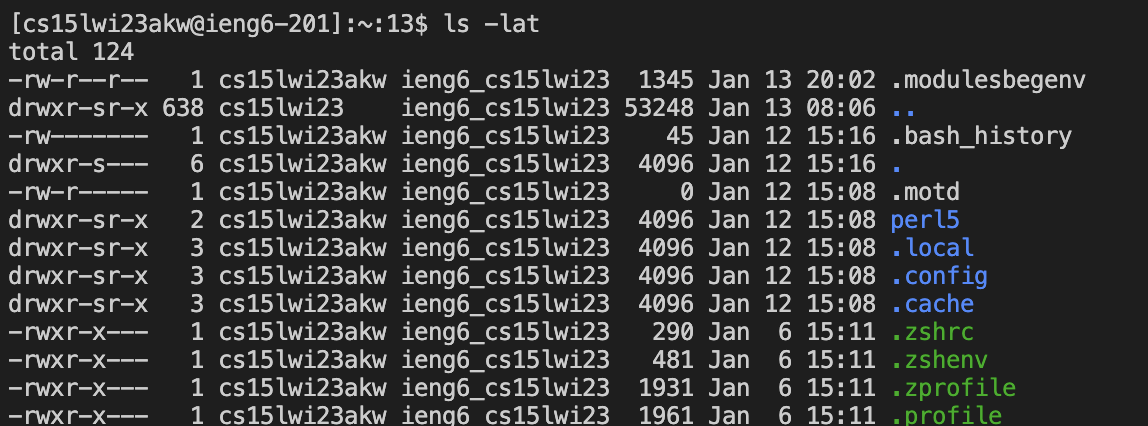 [cs15lwi23akw@ieng6-201]:~:13$ ls -lat
total 124
-rw-r--r--   1 cs15lwi23akw ieng6_cs15lwi23  1345 Jan 13 20:02 .modulesbegenv
drwxr-sr-x 638 cs15lwi23    ieng6_cs15lwi23 53248 Jan 13 08:06 ..
-rw-------   1 cs15lwi23akw ieng6_cs15lwi23    45 Jan 12 15:16 .bash_history
drwxr-s---   6 cs15lwi23akw ieng6_cs15lwi23  4096 Jan 12 15:16 .
-rw-r-----   1 cs15lwi23akw ieng6_cs15lwi23     0 Jan 12 15:08 .motd
drwxr-sr-x   2 cs15lwi23akw ieng6_cs15lwi23  4096 Jan 12 15:08 perl5
drwxr-sr-x   3 cs15lwi23akw ieng6_cs15lwi23  4096 Jan 12 15:08 .local
drwxr-sr-x   3 cs15lwi23akw ieng6_cs15lwi23  4096 Jan 12 15:08 .config
drwxr-sr-x   3 cs15lwi23akw ieng6_cs15lwi23  4096 Jan 12 15:08 .cache
-rwxr-x---   1 cs15lwi23akw ieng6_cs15lwi23   290 Jan  6 15:11 .zshrc
-rwxr-x---   1 cs15lwi23akw ieng6_cs15lwi23   481 Jan  6 15:11 .zshenv
-rwxr-x---   1 cs15lwi23akw ieng6_cs15lwi23  1931 Jan  6 15:11 .zprofile
-rwxr-x---   1 cs15lwi23akw ieng6_cs15lwi23  1961 Jan  6 15:11 .profile